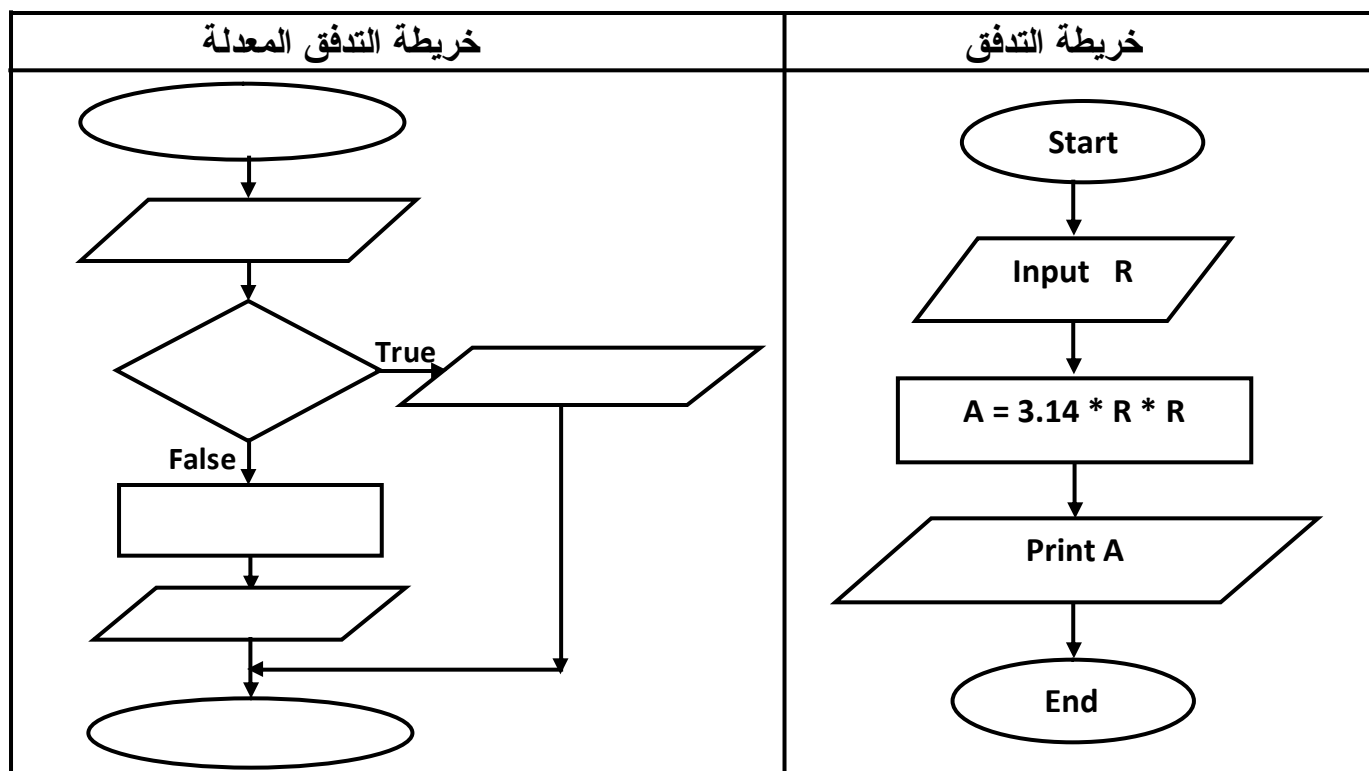 خريطة التدفق
Start
Input R
A = 3.14 * R * R
Print A
End
خريطة التدفق المعدلة
True
False